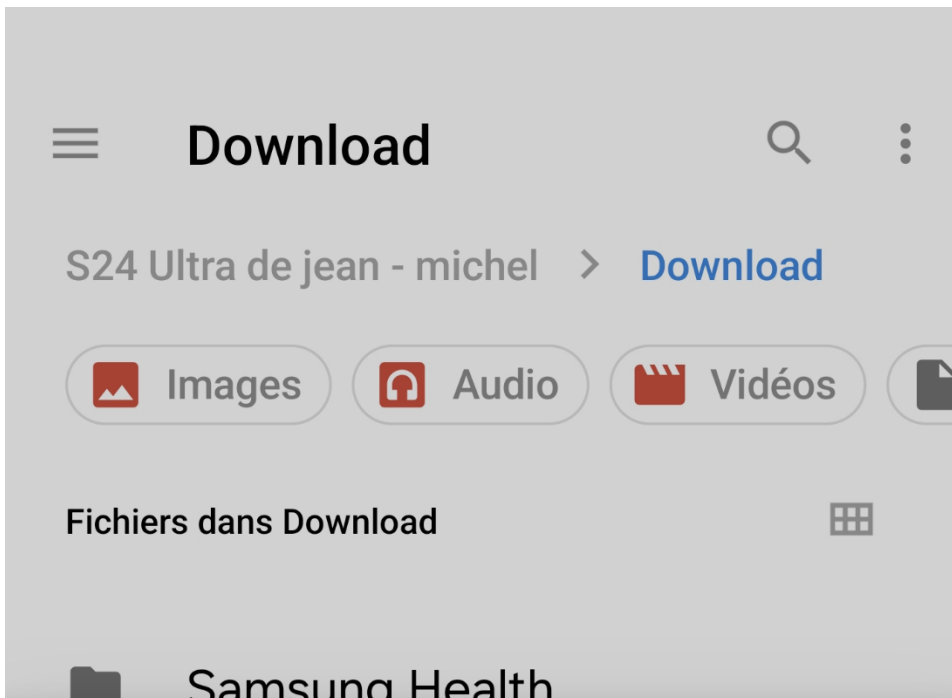 Download
S24 Ultra de jean - michel > Download
Images Audio Vidéos
Fichiers dans Download
Samsung Health